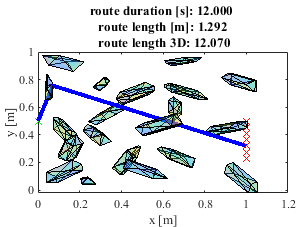 route duration [s]: 12.000
route length [m]: 1.292
route length 3D: 12.070
1
0.8
0.6
0.4
0.2
0
y [m]
0
0.2
0.4
0.6
0.8
1
1.2
x [m]